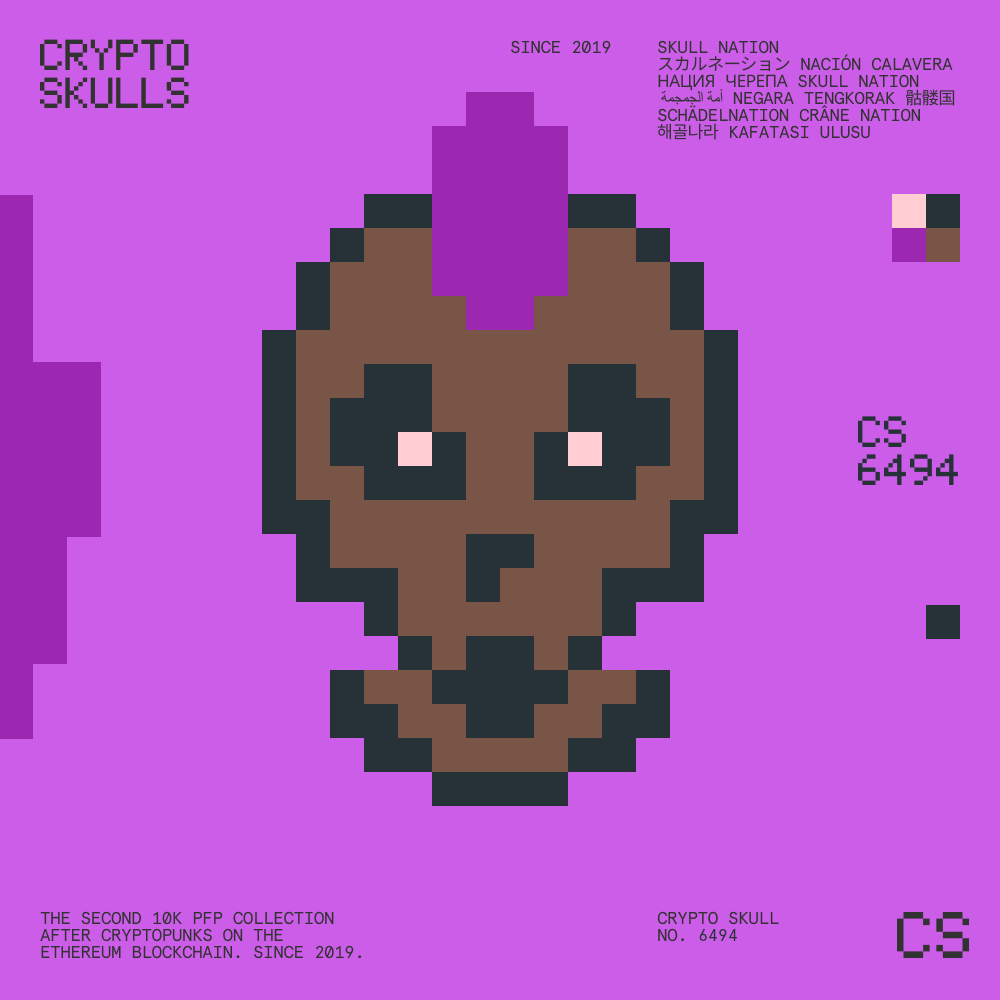 CRYPTO
SKULLS
SINCE 2019
SKULL NATION
スカルネーション NACIÓN CALAVERA
НАЦИЯ ЧЕРЕПА SKULL NATION
أمة الجمجمة NEGARA TENGKORAK 骷髅国
SCHÄDELNATION CRÂNE NATION
해골나라 KAFATASI ULUSU
CS
6494
THE SECOND 10K PFP COLLECTION
AFTER CRYPTOPUNKS ON THE
ETHEREUM BLOCKCHAIN. SINCE 2019.
CRYPTO SKULL
NO. 6494
CS